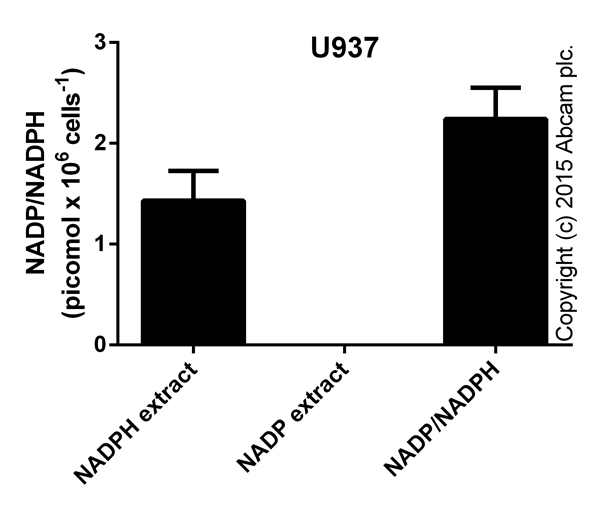 U937
NADP/NADPH
(picomol x 10⁶ cells⁻¹)
3
2
1
0
NADPH extract
NADP extract
NADP/NADPH
Copyright (c) 2015 Abcam plc.